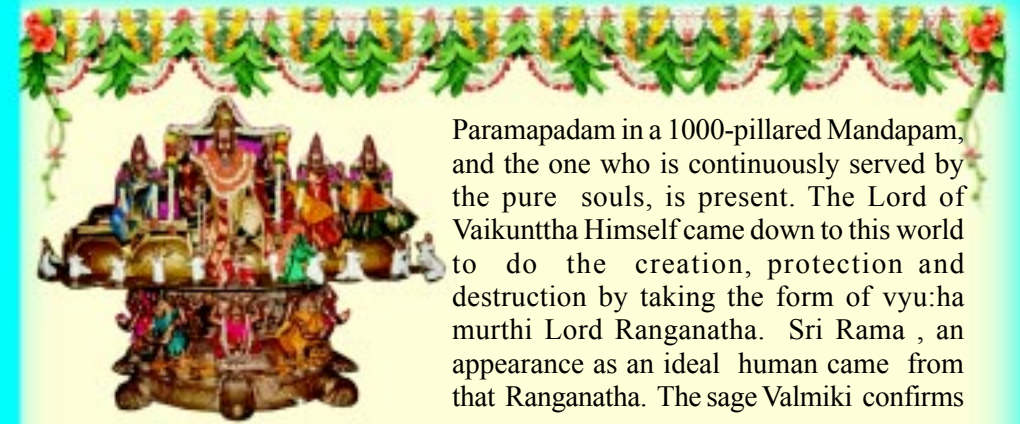 Paramapadam in a 1000-pillared Mandapam,
and the one who is continuously served by
the pure souls, is present. The Lord of
Vaikunttha Himself came down to this world
to do the creation, protection and
destruction by taking the form of vyu:ha
murthi Lord Ranganatha. Sri Rama , an
appearance as an ideal human came from
that Ranganatha. The sage Valmiki confirms